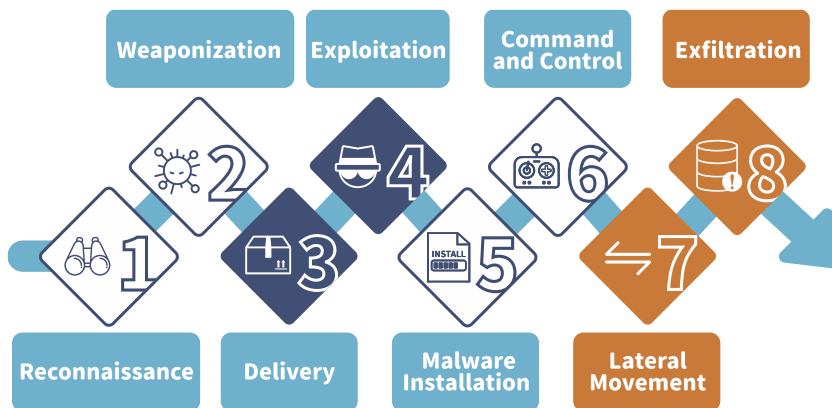 Weaponization
Exploitation
Command
and Control
Exfiltration
2
4
6
8
1
3
INSTALL
5
7
Reconnaissance
Delivery
Malware
Installation
Lateral
Movement